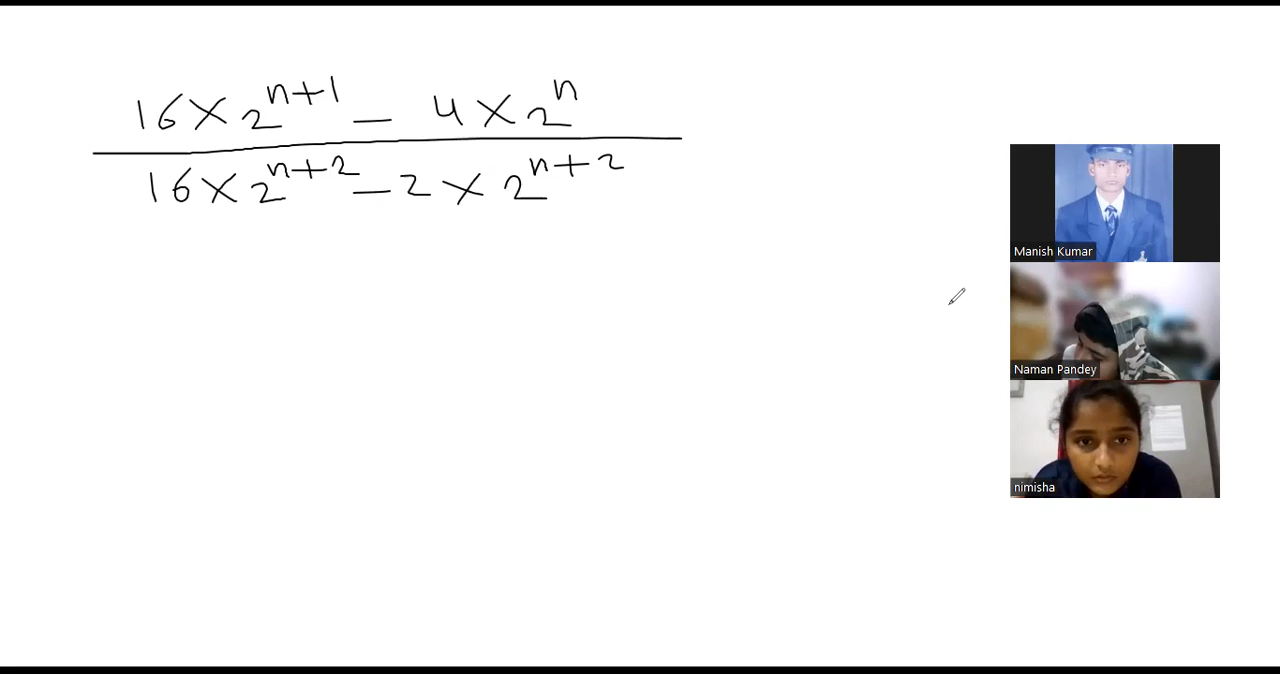 16 × 2^{n+1} − 4 × 2^{n}
16 × 2^{n+2} − 2 × 2^{n+2}
Manish Kumar
Naman Pandey
nimisha